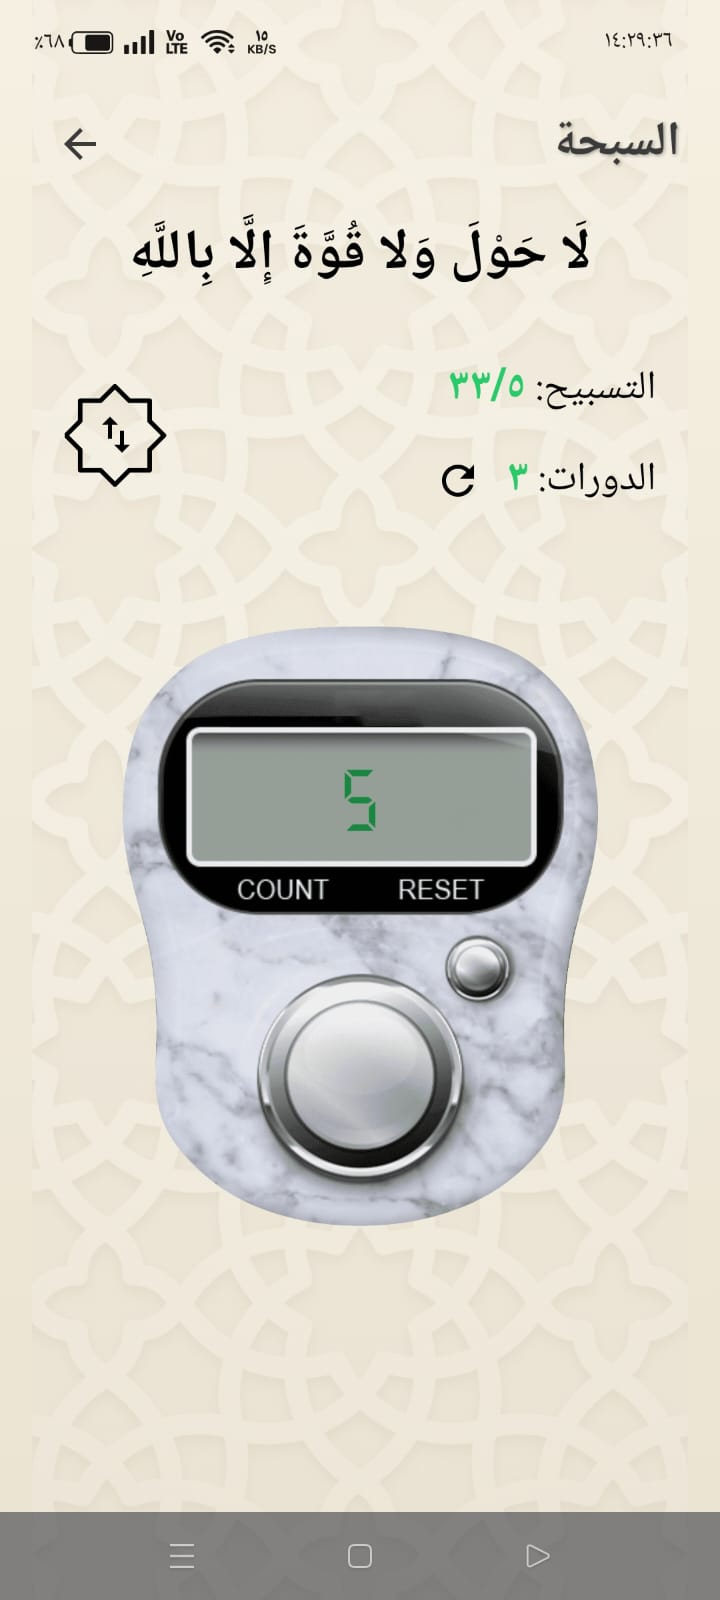 ٪٦٨ Vo LTE ١٥ KB/S ١٤:٢٩:٣٦
السبحة
لَا حَوْلَ وَلا قُوَّةَ إِلَّا بِاللَّهِ
التسبيح: ٣٣/٥
الدورات: ٣
5
COUNT RESET